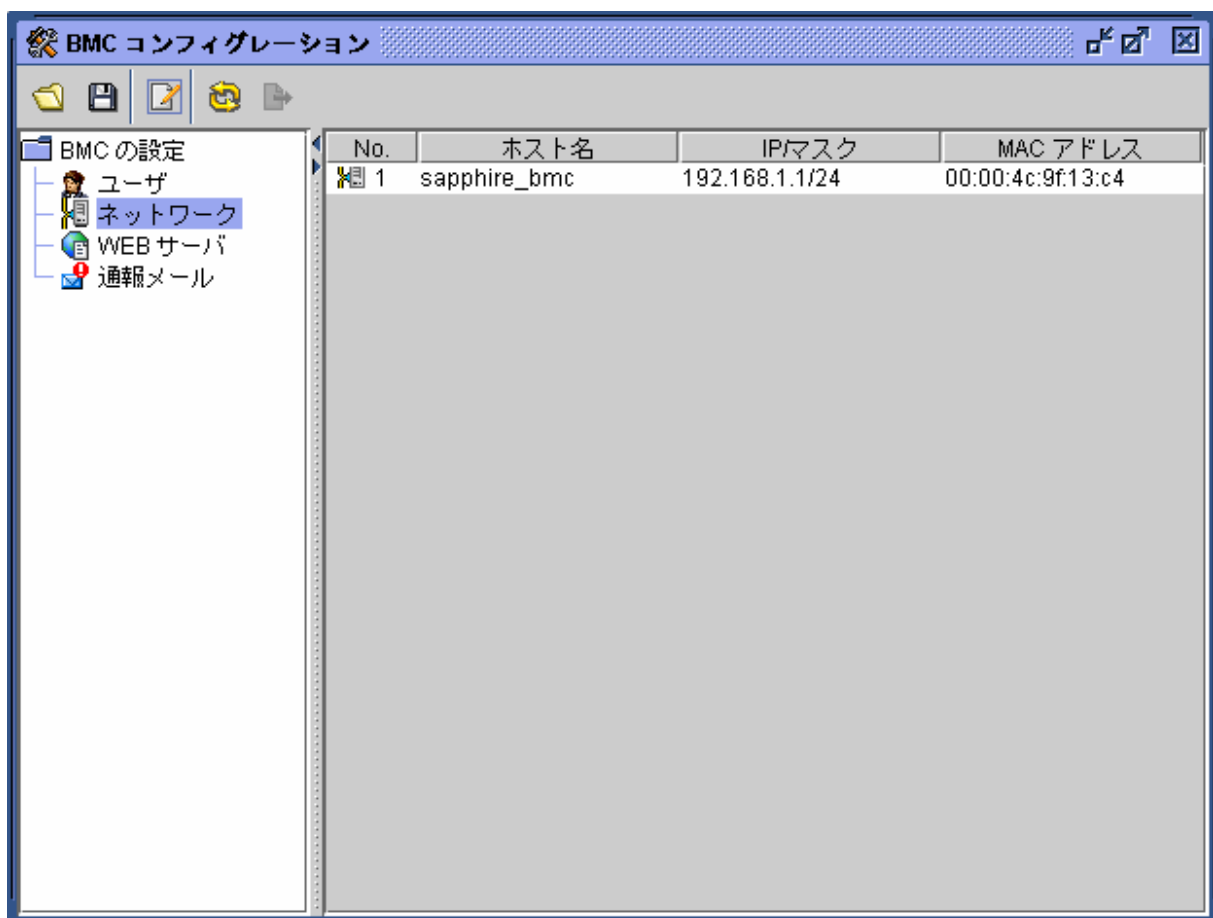 BMC コンフィグレーション
BMC の設定
ユーザ
ネットワーク
WEB サーバ
通報メール
No. ホスト名 IP/マスク MAC アドレス
1 sapphire_bmc 192.168.1.1/24 00:00:4c:9f:13:c4